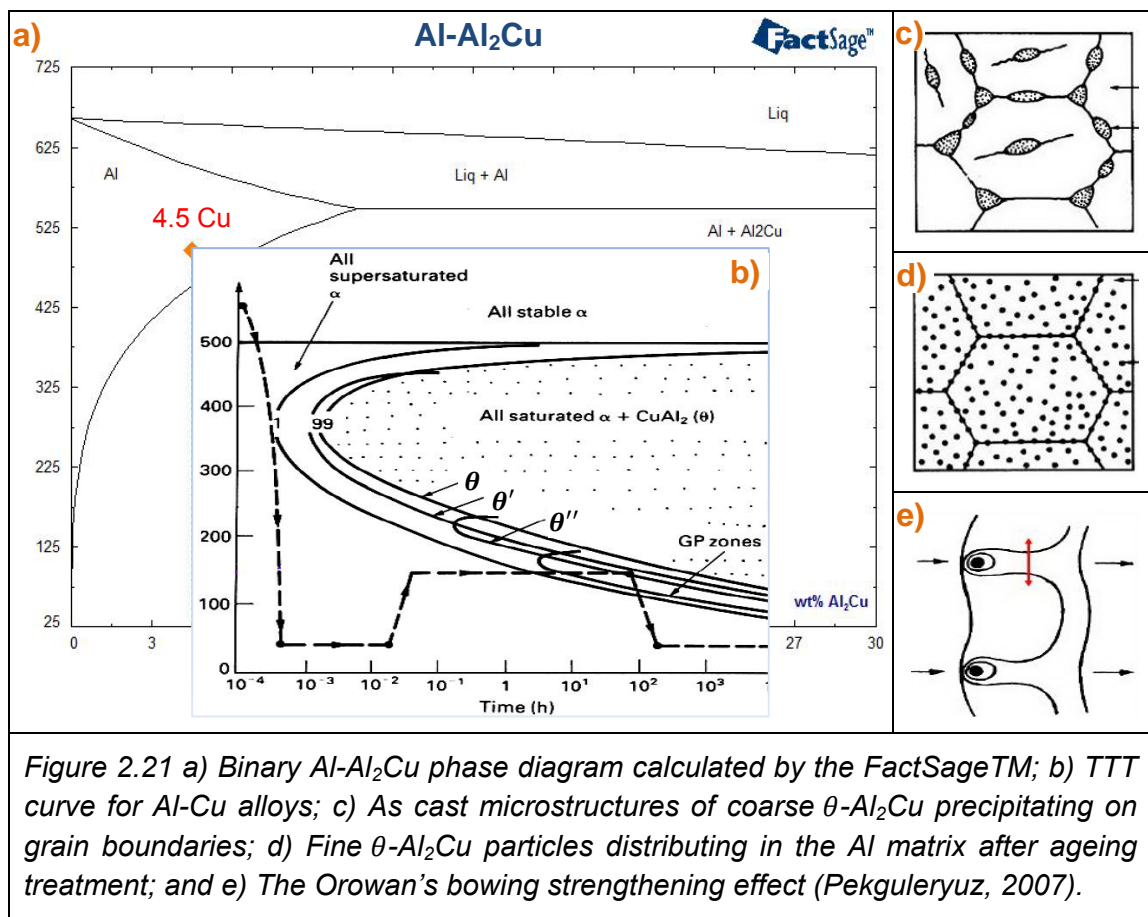 a)
Al-Al₂Cu
FactSage™
725
625
525
425
325
225
125
25
0
3
27
30
Liq
Al
Liq + Al
4.5 Cu
Al + Al2Cu
wt% Al₂Cu
b)
All
supersaturated
α
All stable α
500
400
300
200
100
0
1
99
All saturated α + CuAl₂ (θ)
θ
θ′
θ′′
GP zones
10⁻⁴
10⁻³
10⁻²
10⁻¹
1
10¹
10²
10³
Time (h)
c)
d)
e)
Figure 2.21 a) Binary Al-Al₂Cu phase diagram calculated by the FactSageTM; b) TTT
curve for Al-Cu alloys; c) As cast microstructures of coarse θ-Al₂Cu precipitating on
grain boundaries; d) Fine θ-Al₂Cu particles distributing in the Al matrix after ageing
treatment; and e) The Orowan's bowing strengthening effect (Pekguleryuz, 2007).